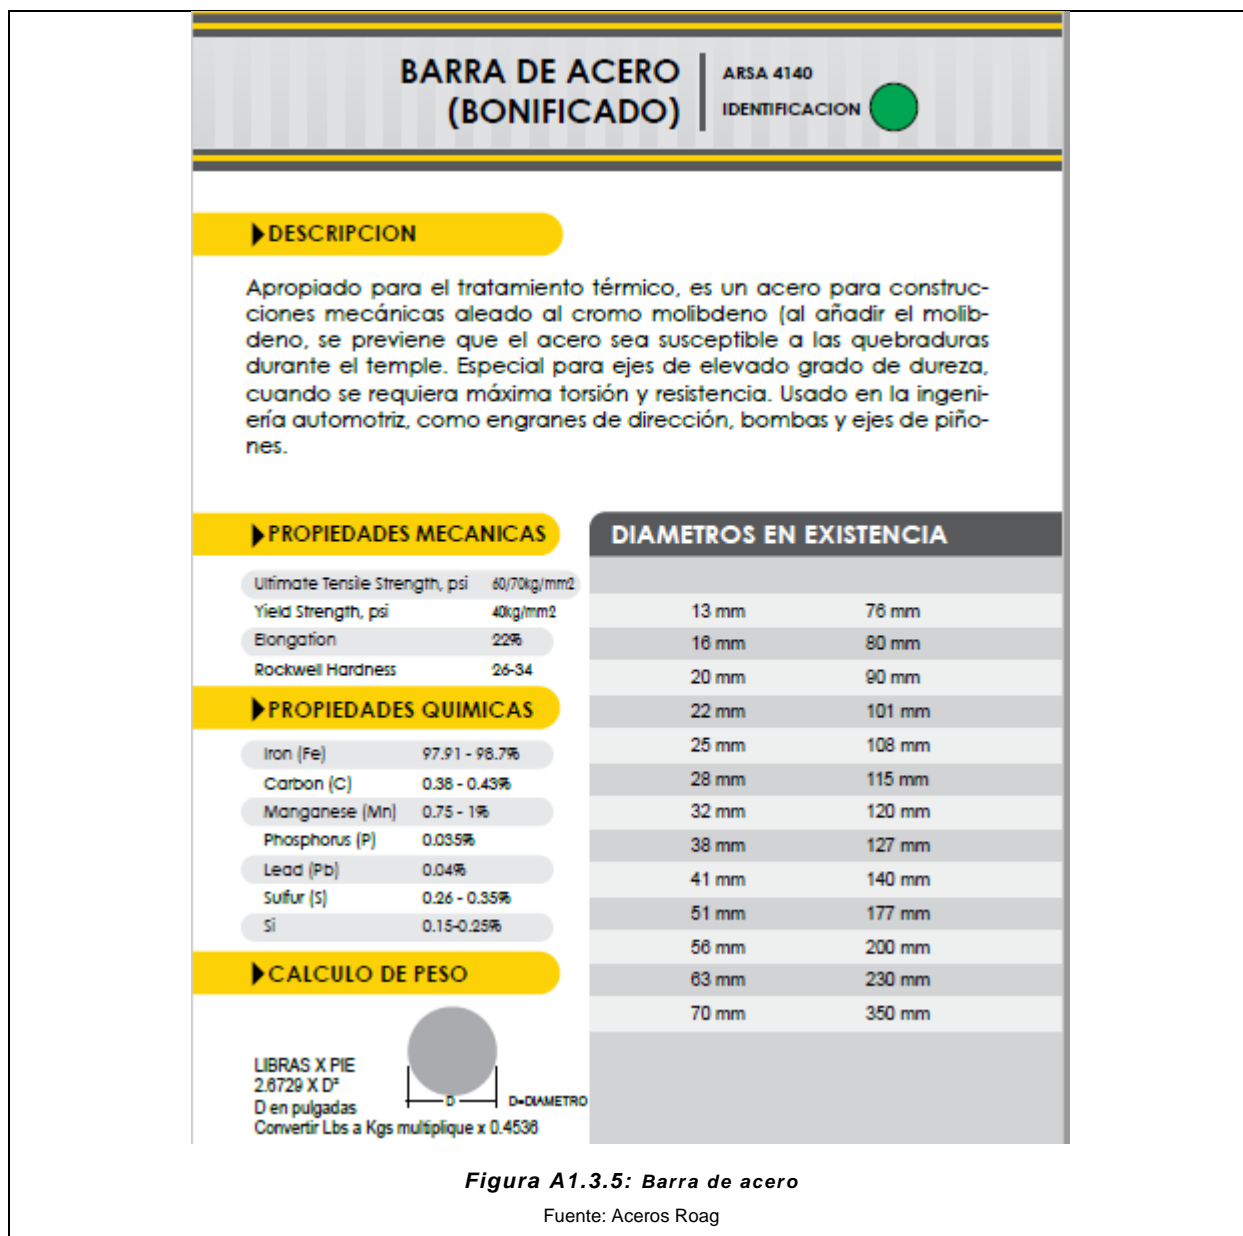 BARRA DE ACERO
(BONIFICADO)
ARSA 4140
IDENTIFICACION
DESCRIPCION
Apropiado para el tratamiento térmico, es un acero para construc-
ciones mecánicas aleado al cromo molibdeno (al añadir el molib-
deno, se previene que el acero sea susceptible a las quebraduras
durante el temple. Especial para ejes de elevado grado de dureza,
cuando se requiera máxima torsión y resistencia. Usado en la ingeni-
ería automotriz, como engranes de dirección, bombas y ejes de piño-
nes.
PROPIEDADES MECANICAS
Ultimate Tensile Strength, psi 60/70kg/mm2
Yield Strength, psi 40kg/mm2
Elongation 22%
Rockwell Hardness 26-34
PROPIEDADES QUIMICAS
Iron (Fe) 97.91 - 98.7%
Carbon (C) 0.38 - 0.43%
Manganese (Mn) 0.75 - 1%
Phosphorus (P) 0.035%
Lead (Pb) 0.04%
Sulfur (S) 0.26 - 0.35%
Si 0.15-0.25%
CALCULO DE PESO
LIBRAS X PIE
2.6729 X D²
D en pulgadas
D
D=DIAMETRO
Convertir Lbs a Kgs multiplique x 0.4536
DIAMETROS EN EXISTENCIA
13 mm 76 mm
16 mm 80 mm
20 mm 90 mm
22 mm 101 mm
25 mm 108 mm
28 mm 115 mm
32 mm 120 mm
38 mm 127 mm
41 mm 140 mm
51 mm 177 mm
56 mm 200 mm
63 mm 230 mm
70 mm 350 mm
Figura A1.3.5: Barra de acero
Fuente: Aceros Roag